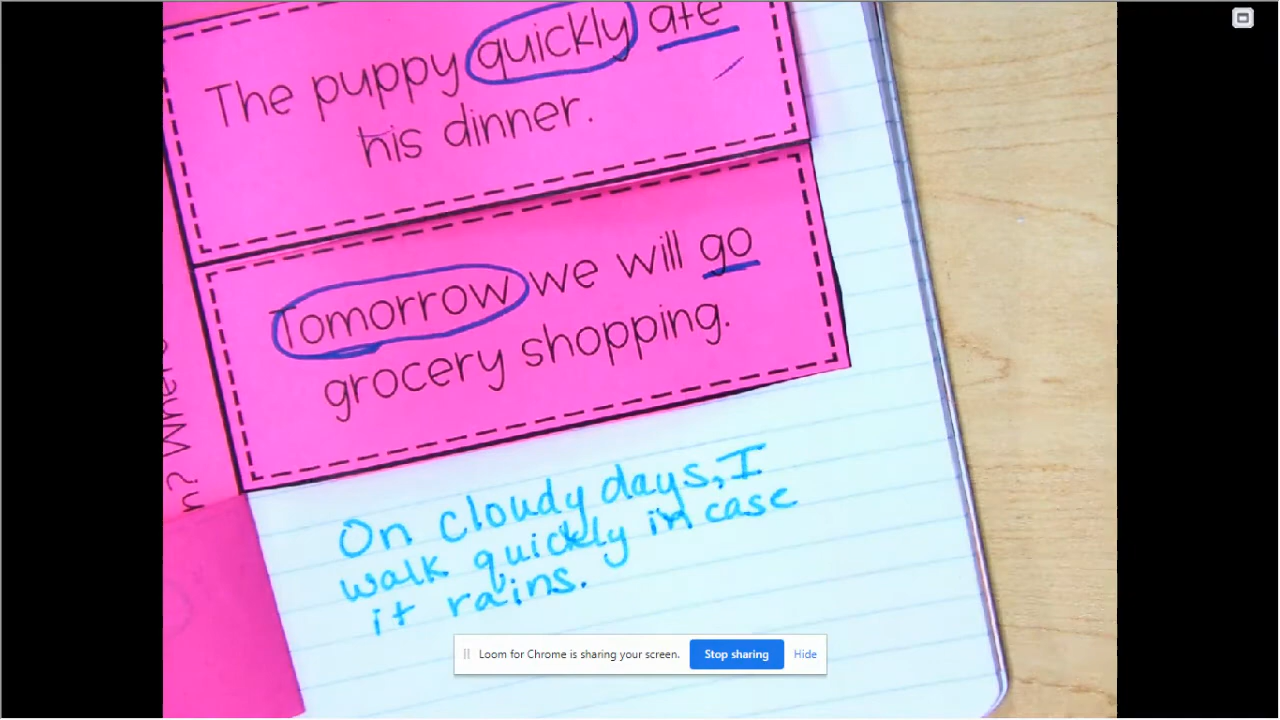 The puppy quickly ate
his dinner.
Tomorrow we will go
grocery shopping.
n? Where
On cloudy days, I
walk quickly in case
it rains.
Loom for Chrome is sharing your screen. Stop sharing Hide